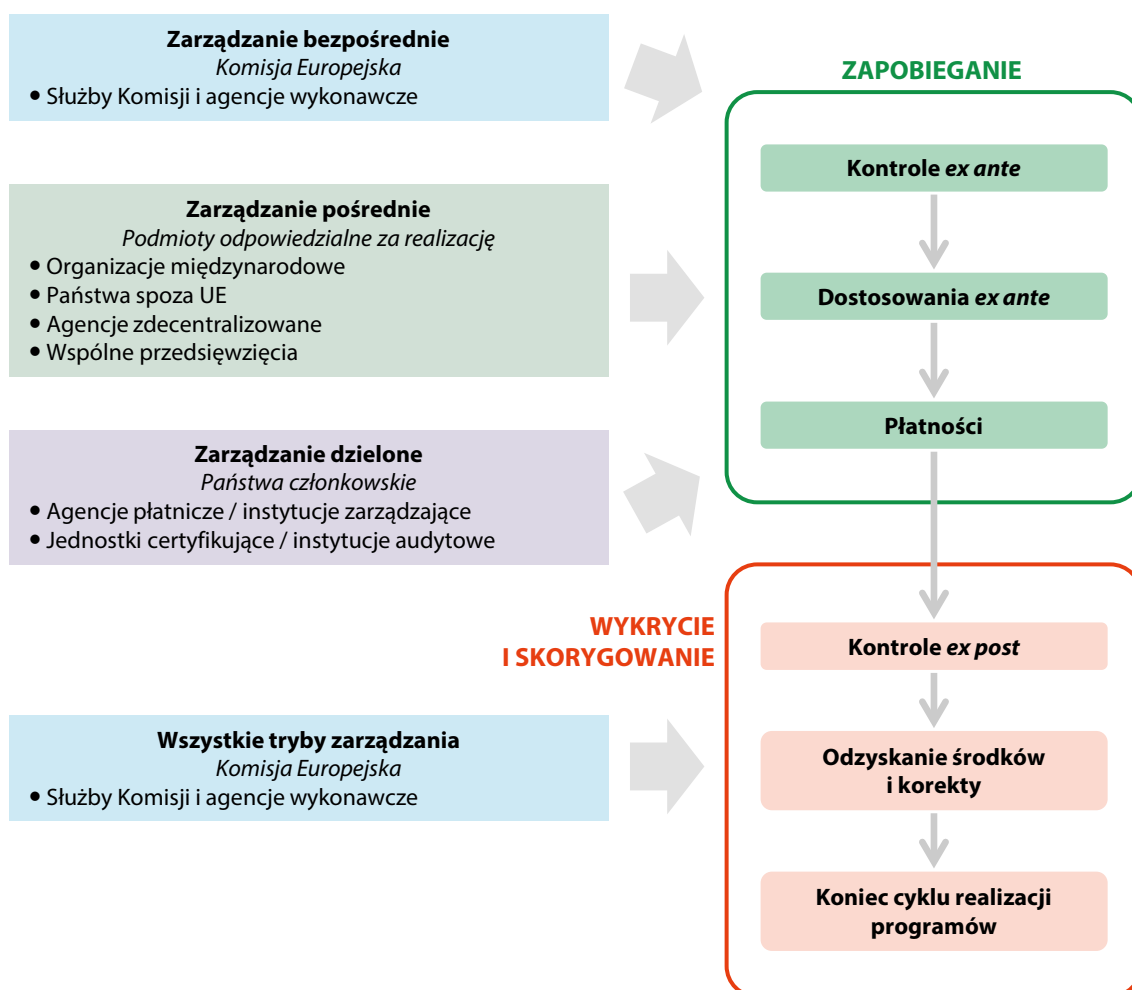 Zarządzanie bezpośrednie
Komisja Europejska
• Służby Komisji i agencje wykonawcze
Zarządzanie pośrednie
Podmioty odpowiedzialne za realizację
• Organizacje międzynarodowe
• Państwa spoza UE
• Agencje zdecentralizowane
• Wspólne przedsięwzięcia
Zarządzanie dzielone
Państwa członkowskie
• Agencje płatnicze / instytucje zarządzające
• Jednostki certyfikujące / instytucje audytowe
ZAPOBIEGANIE
Kontrole ex ante
Dostosowania ex ante
Płatności
WYKRYCIE
I SKORYGOWANIE
Wszystkie tryby zarządzania
Komisja Europejska
• Służby Komisji i agencje wykonawcze
Kontrole ex post
Odzyskanie środków
i korekty
Koniec cyklu realizacji
programów